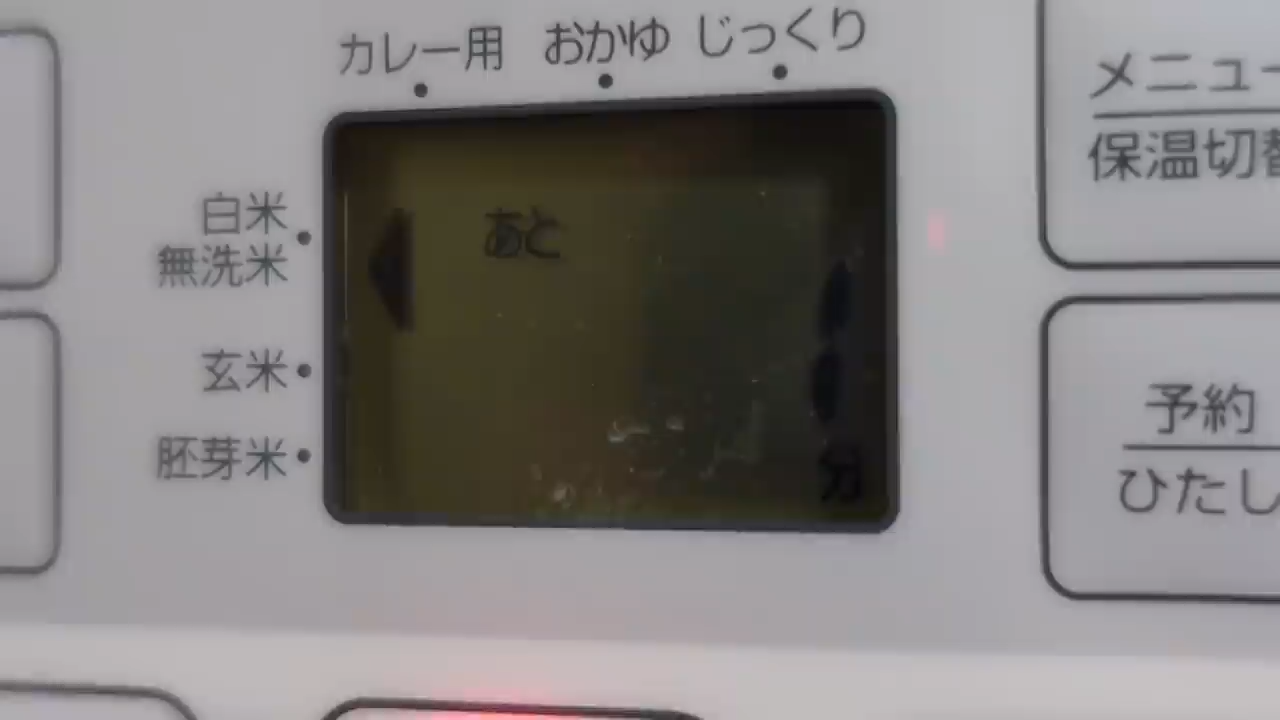 カレー用 おかゆ じっくり
メニュー
保温切替
白米
無洗米
あと
玄米
予約
胚芽米
ひたし
分